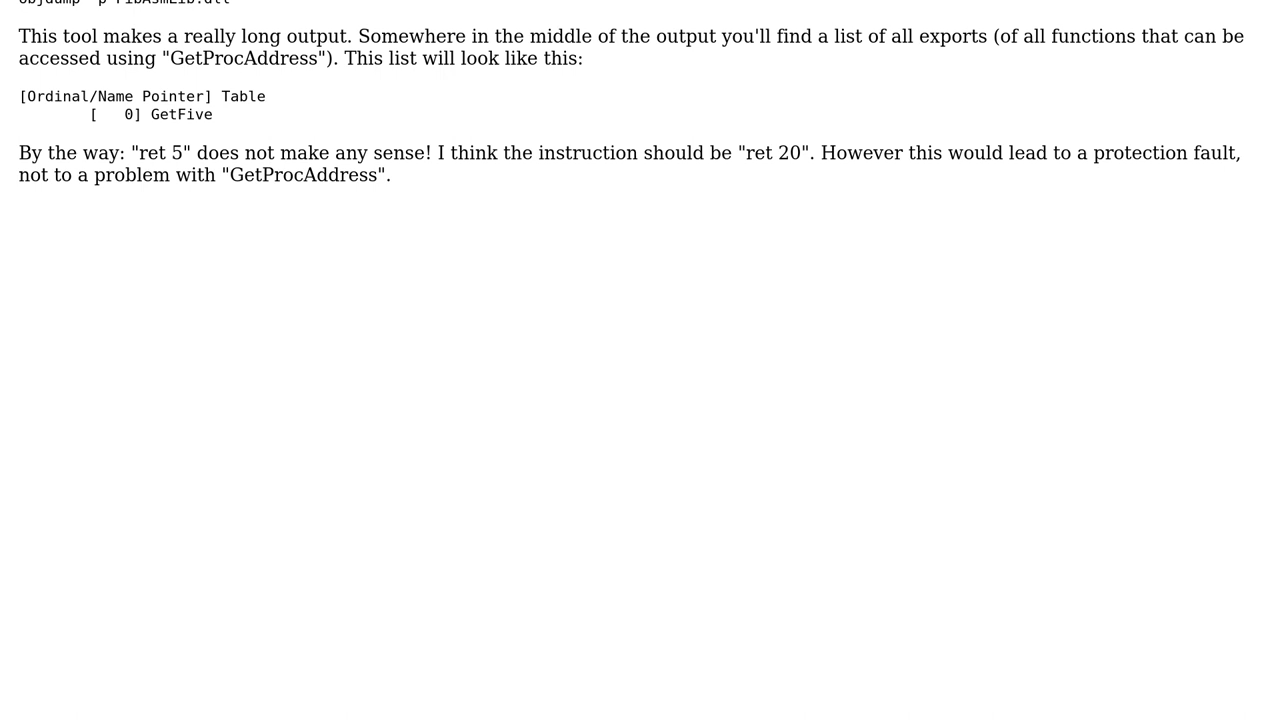 This tool makes a really long output. Somewhere in the middle of the output you'll find a list of all exports (of all functions that can be
accessed using "GetProcAddress"). This list will look like this:
[Ordinal/Name Pointer] Table
        [   0] GetFive
By the way: "ret 5" does not make any sense! I think the instruction should be "ret 20". However this would lead to a protection fault,
not to a problem with "GetProcAddress".